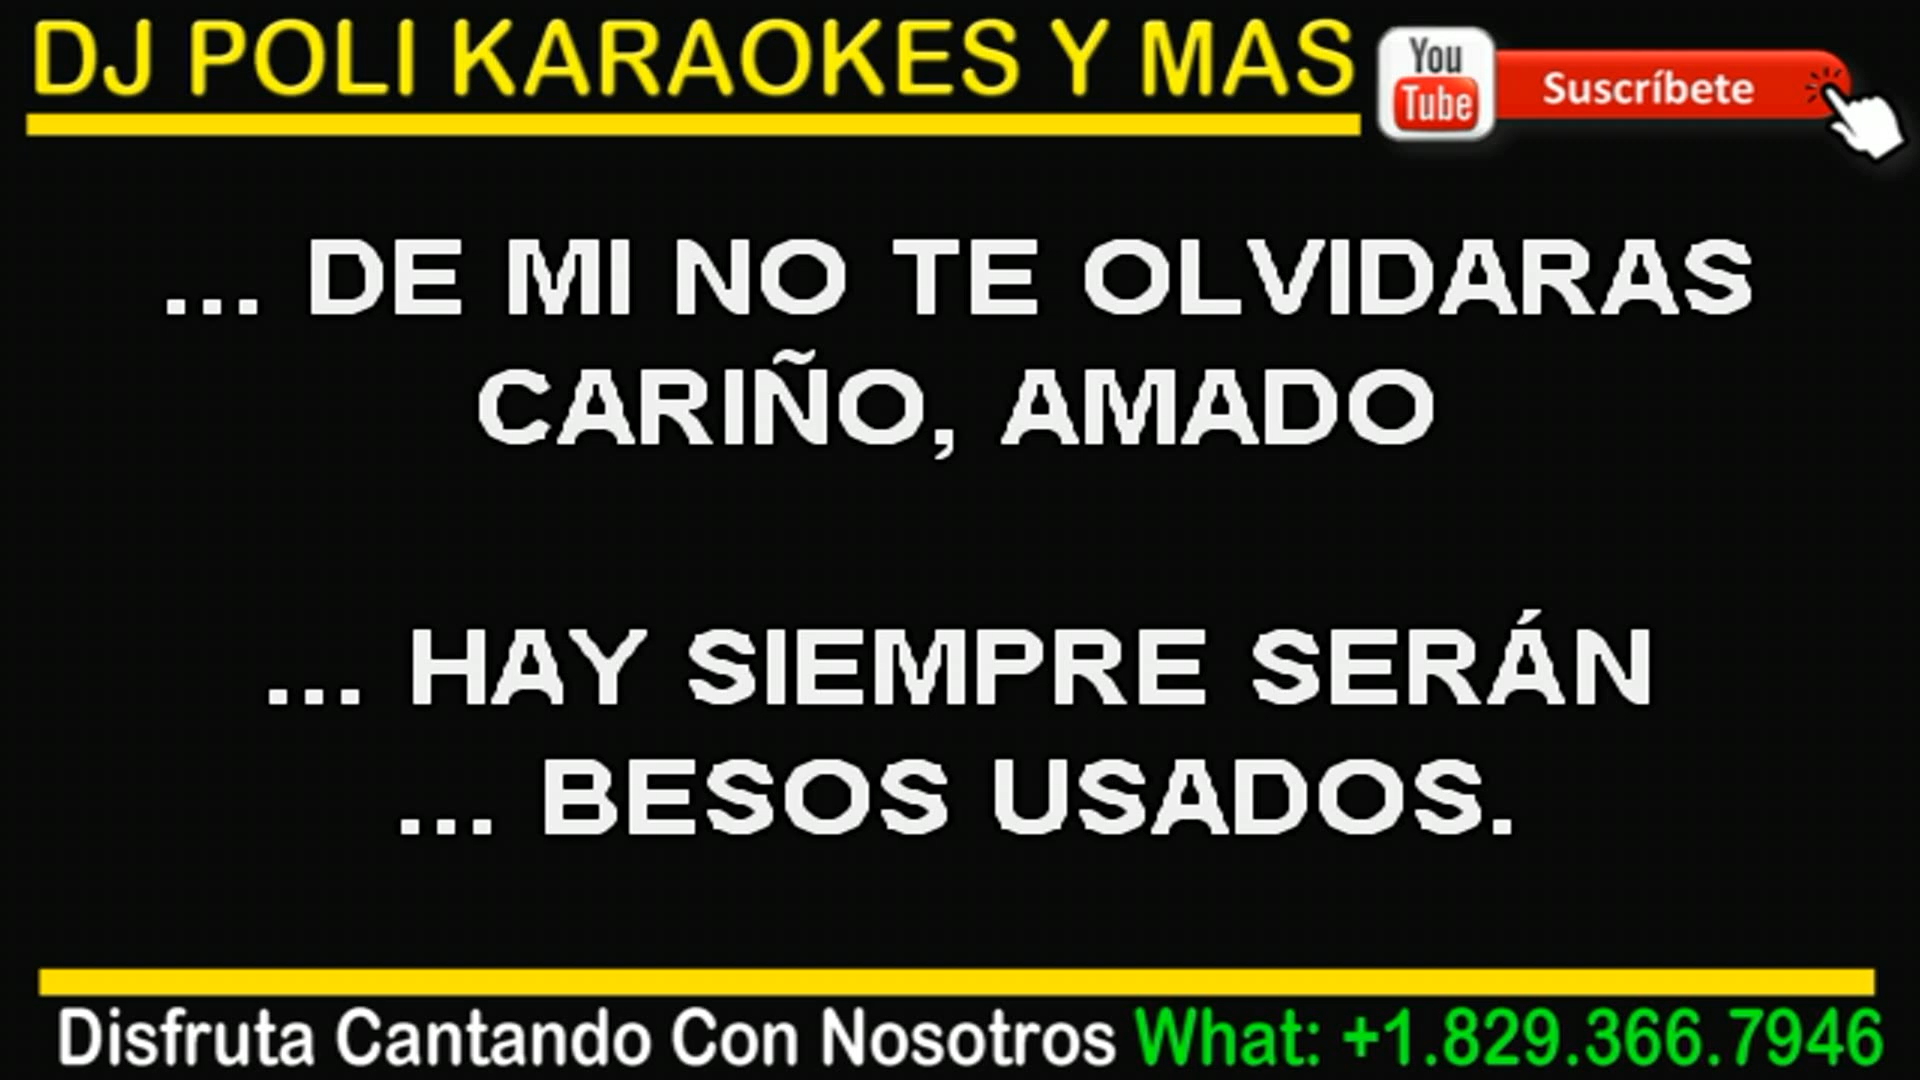 DJ POLI KARAOKES Y MAS
You
Tube
Suscríbete
... DE MI NO TE OLVIDARAS
CARIÑO, AMADO
... HAY SIEMPRE SERÁN
... BESOS USADOS.
Disfruta Cantando Con Nosotros What: +1.829.366.7946